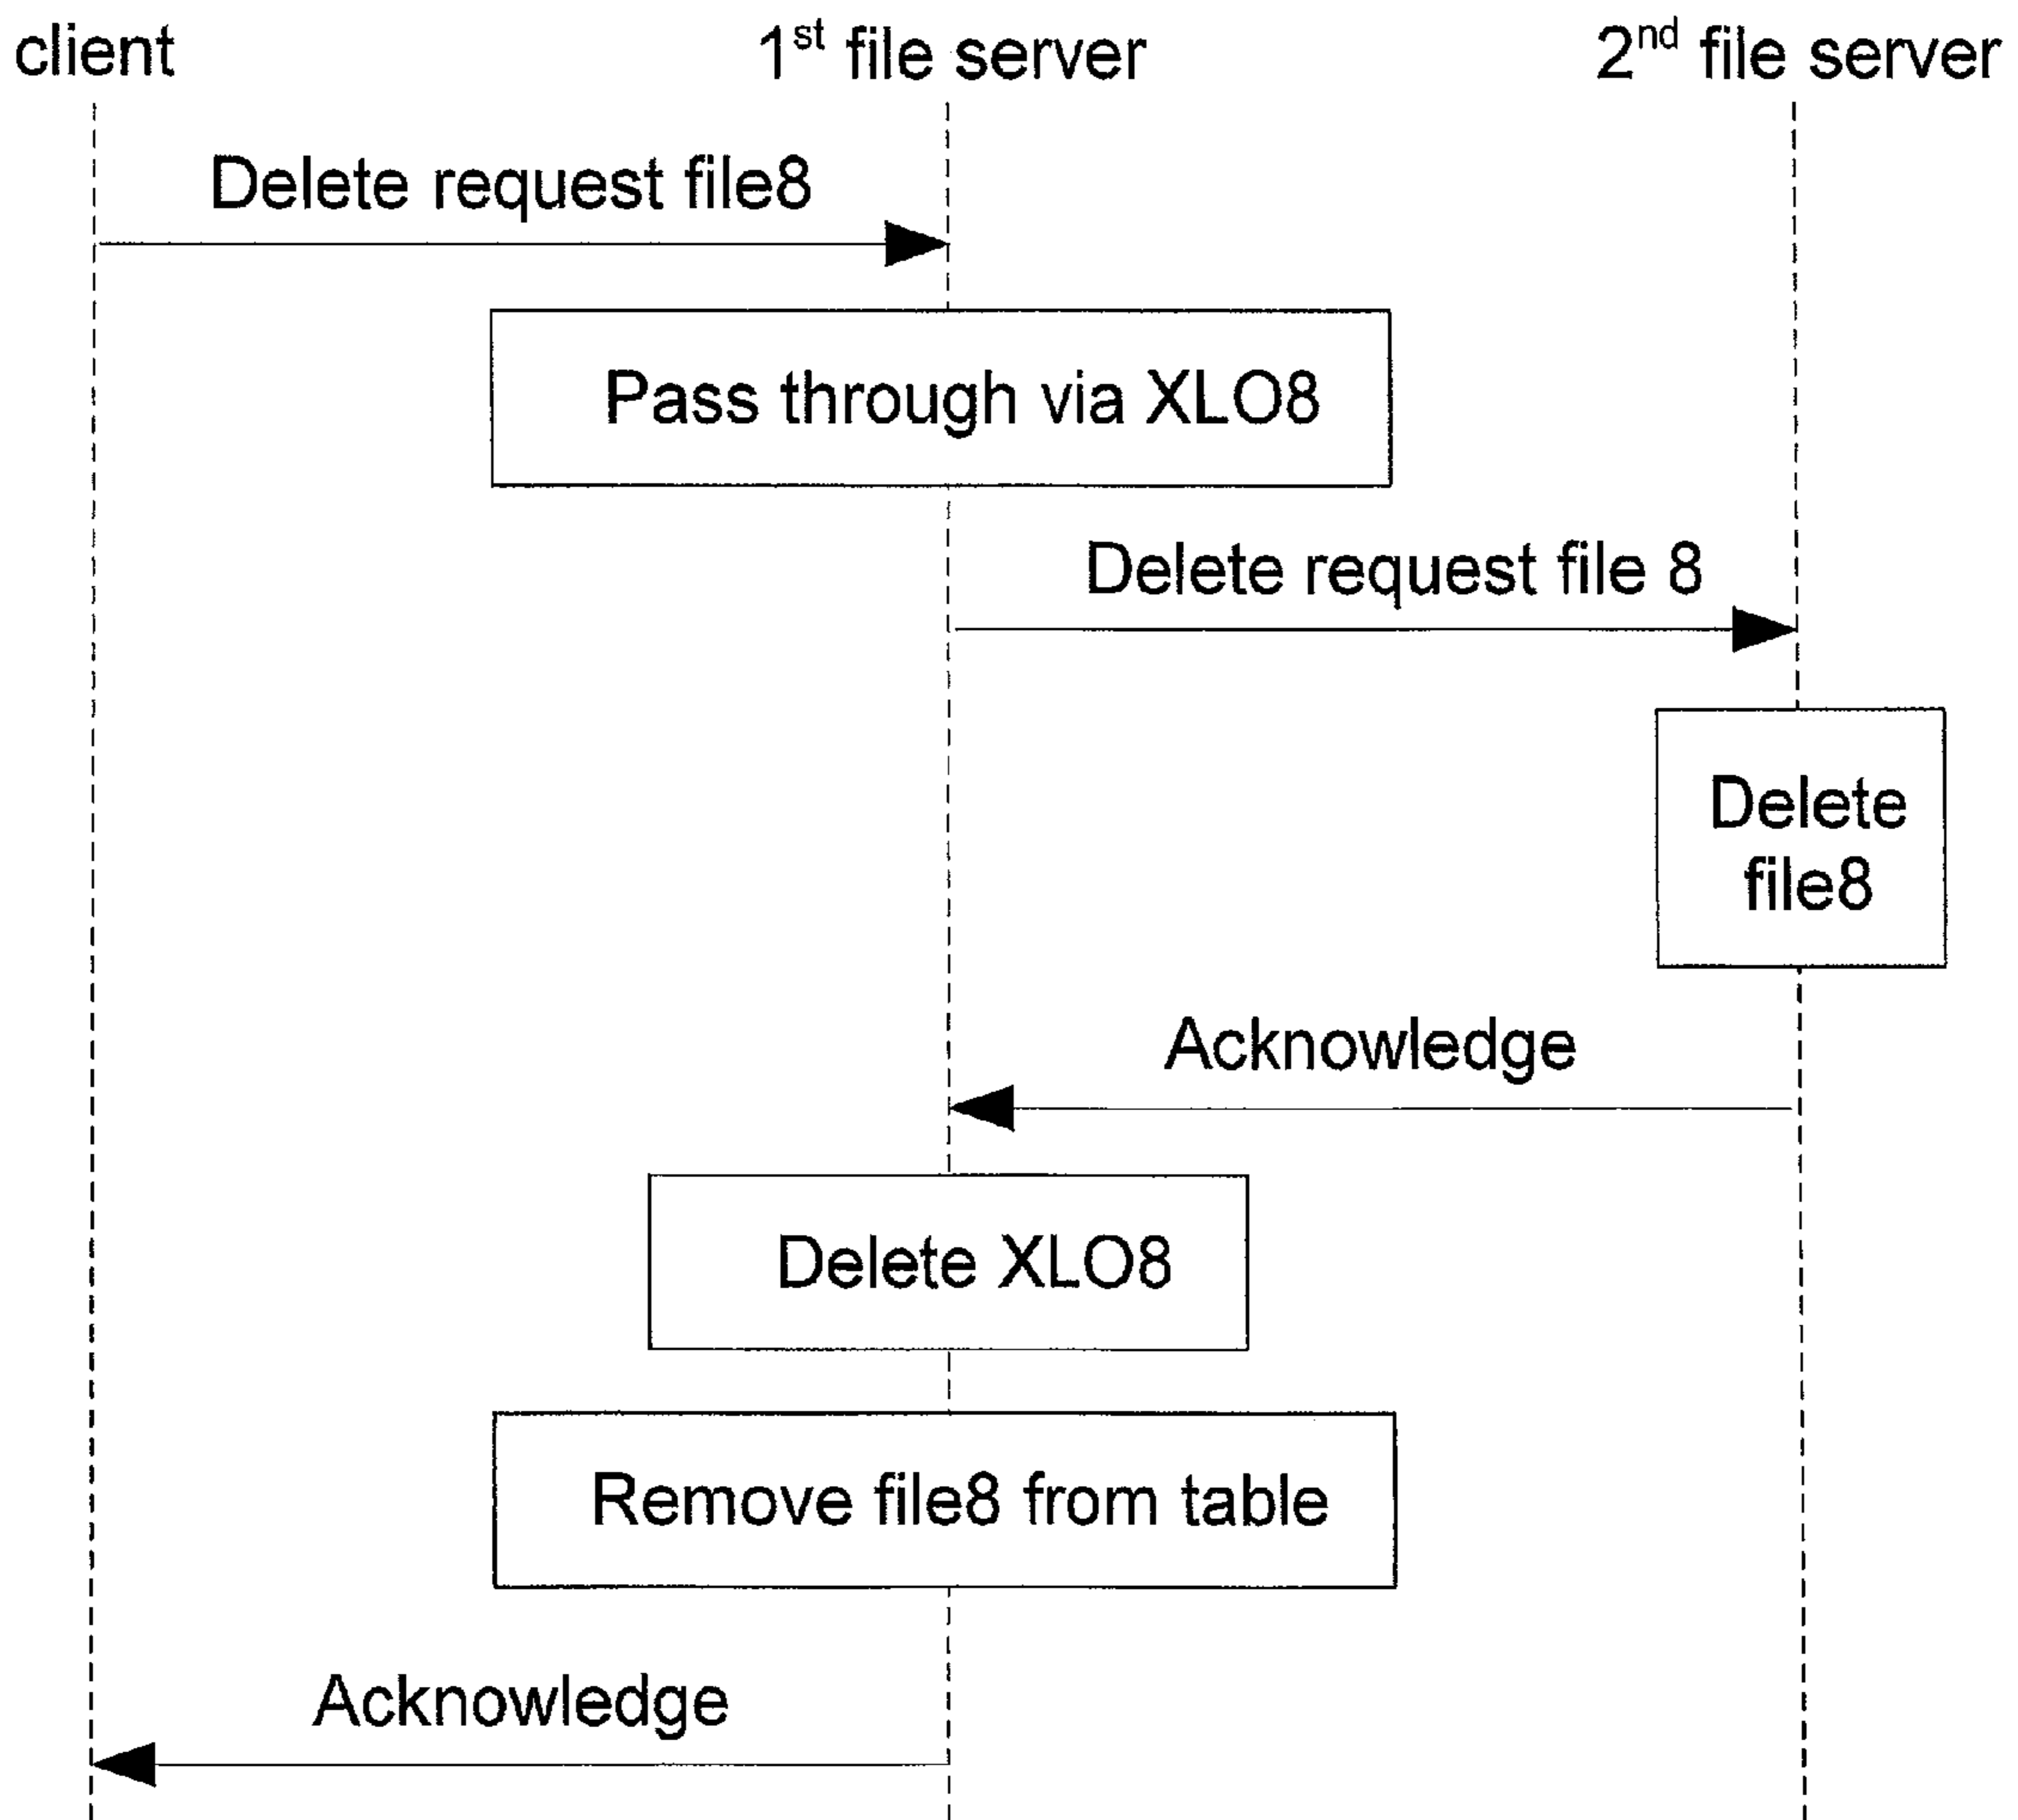 client
1st file server
2nd file server
Delete request file8
Pass through via XLO8
Delete request file 8
Delete
file8
Acknowledge
Delete XLO8
Remove file8 from table
Acknowledge